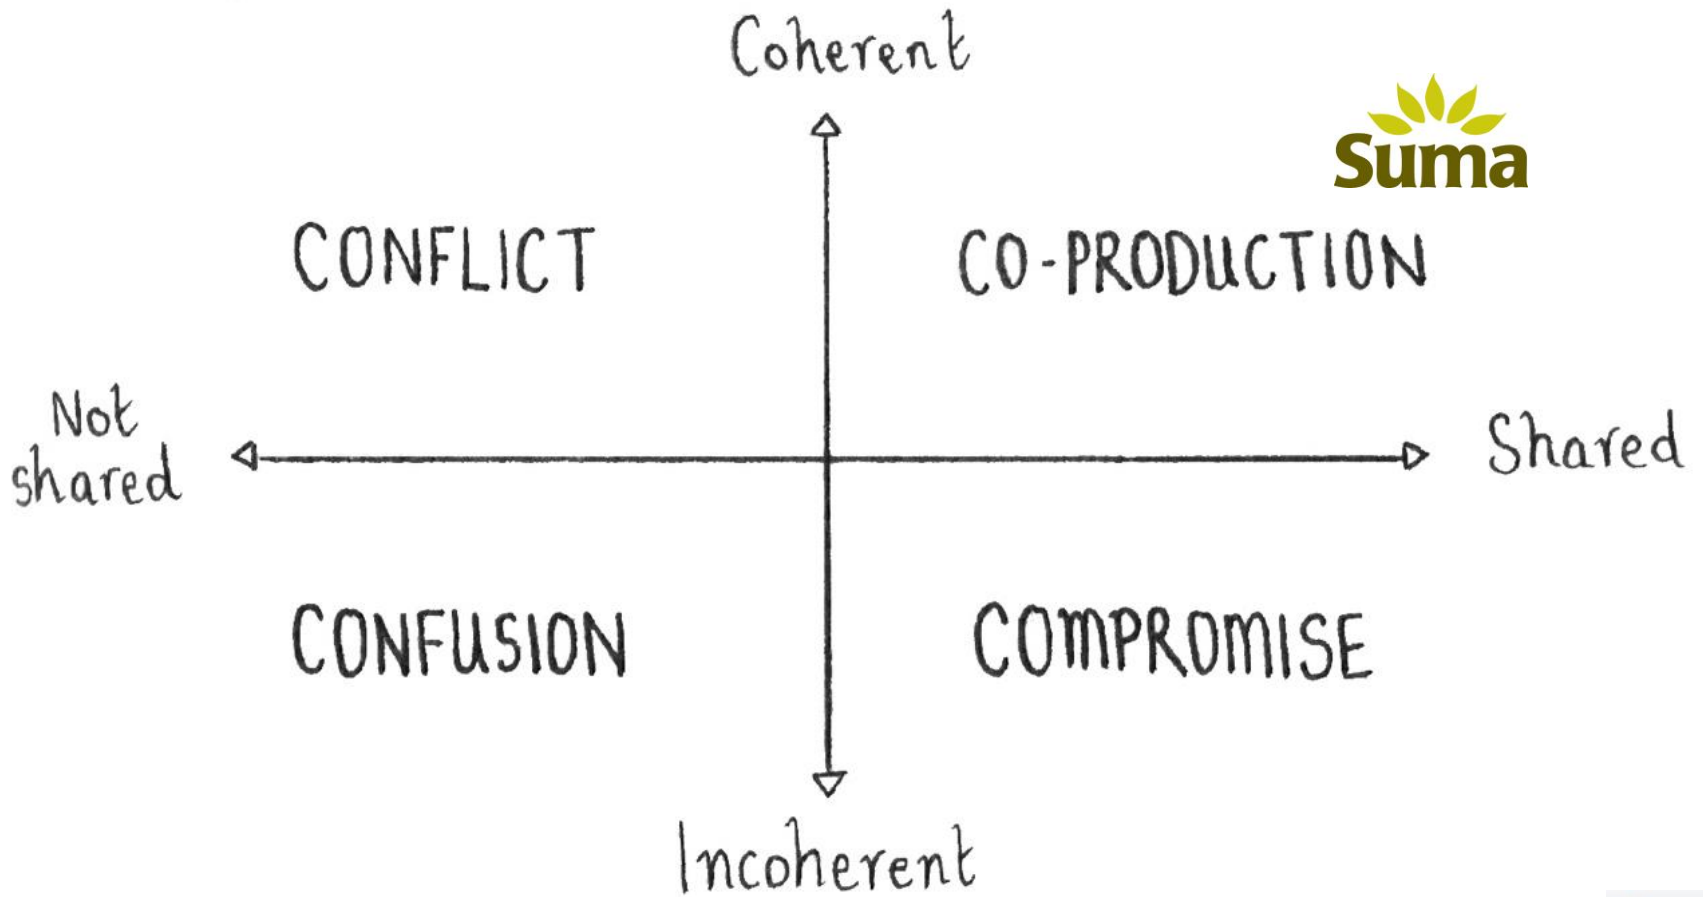 Coherent
Suma
CONFLICT
CO-PRODUCTION
Not
shared
Shared
CONFUSION
COMPROMISE
Incoherent